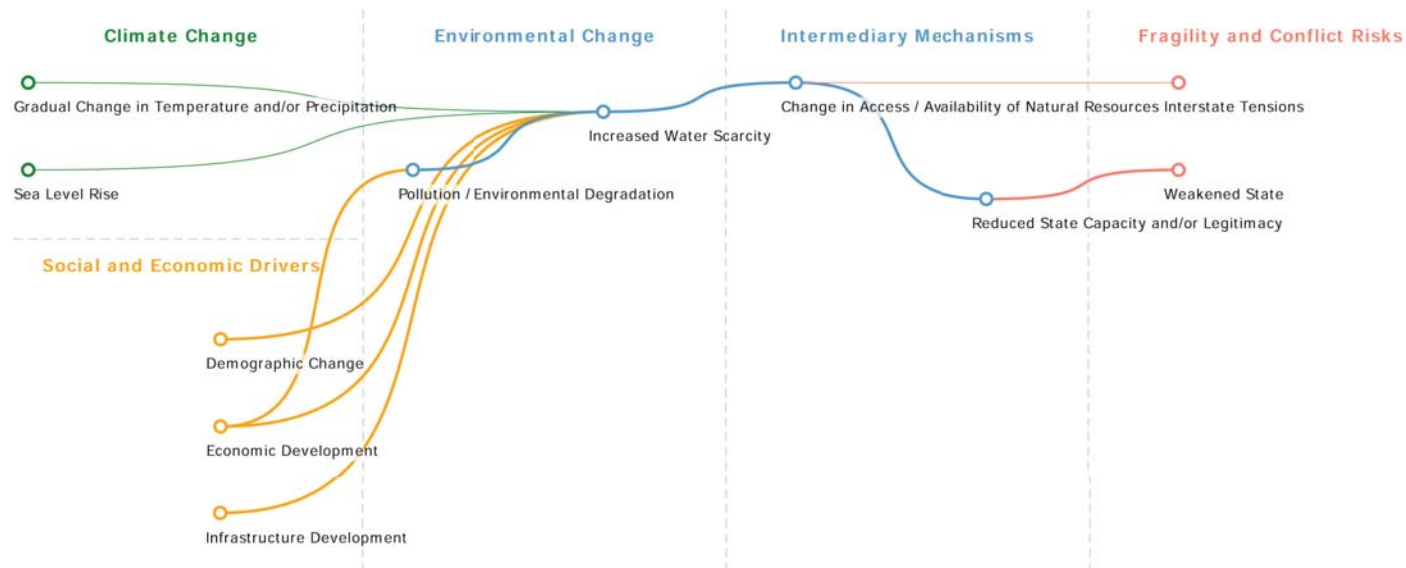 Climate Change
Environmental Change
Intermediary Mechanisms
Fragility and Conflict Risks
Gradual Change in Temperature and/or Precipitation
Change in Access / Availability of Natural Resources
Interstate Tensions
Increased Water Scarcity
Sea Level Rise
Pollution / Environmental Degradation
Weakened State
Reduced State Capacity and/or Legitimacy
Social and Economic Drivers
Demographic Change
Economic Development
Infrastructure Development